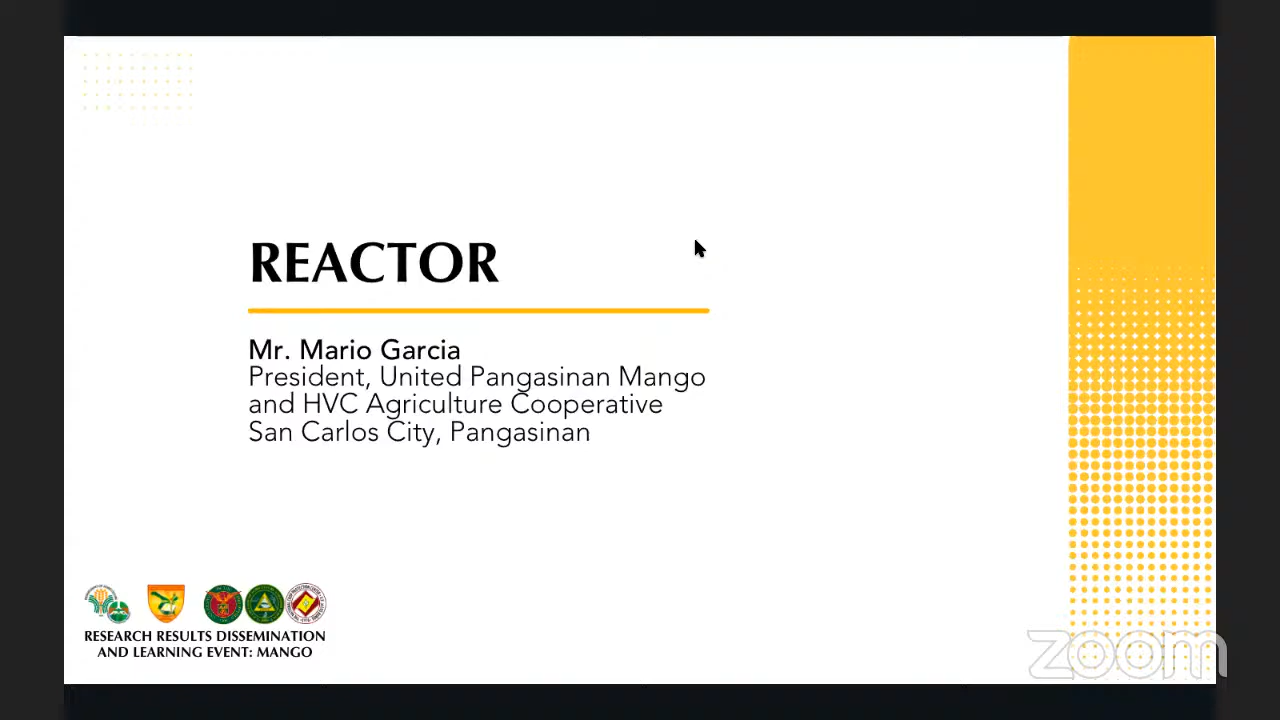 REACTOR
Mr. Mario Garcia
President, United Pangasinan Mango
and HVC Agriculture Cooperative
San Carlos City, Pangasinan
RESEARCH RESULTS DISSEMINATION
AND LEARNING EVENT: MANGO
zoom